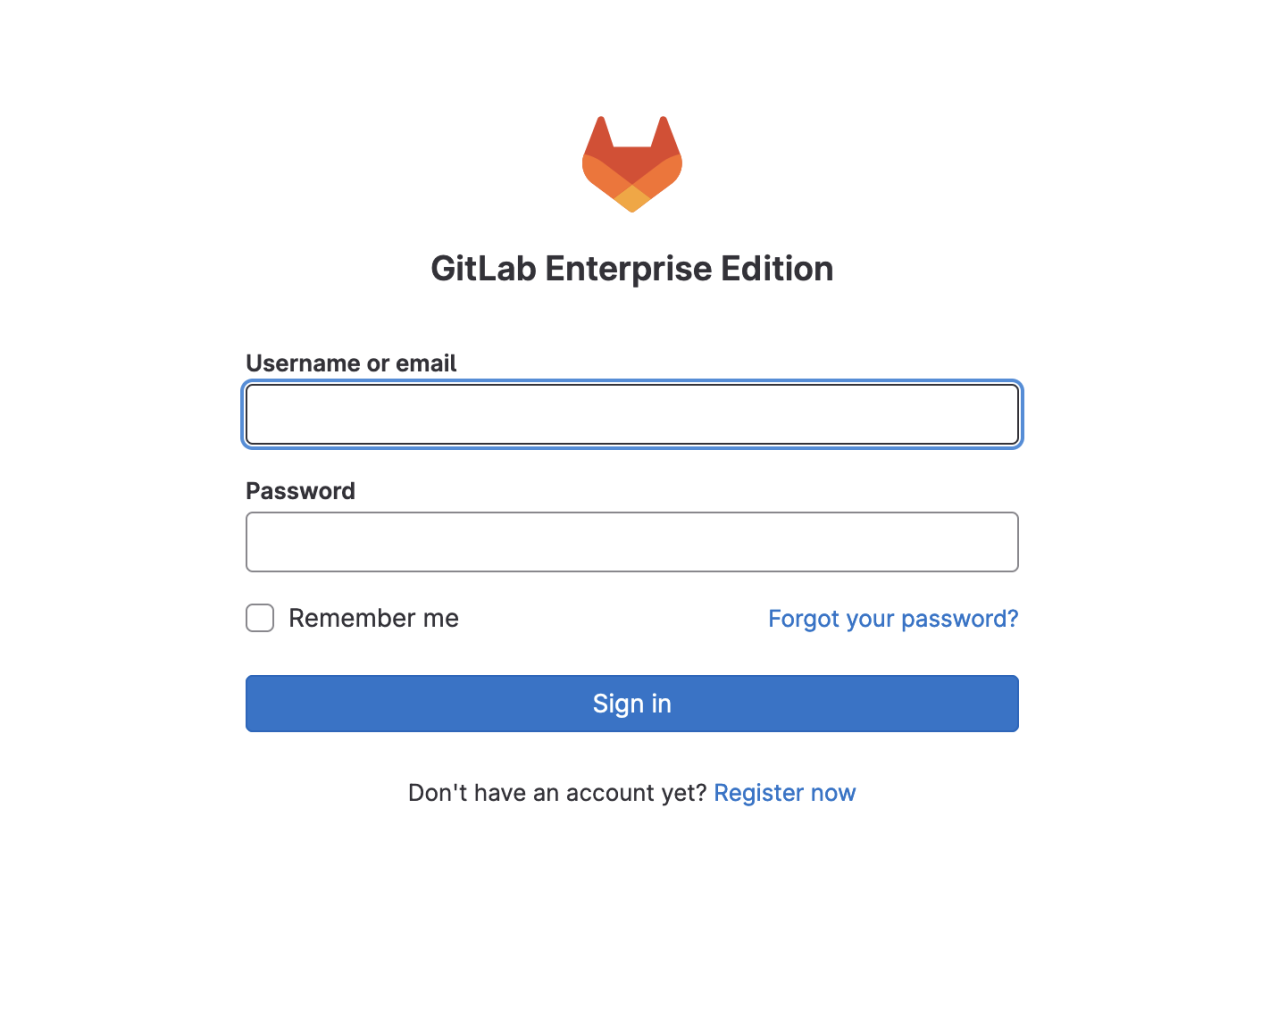 GitLab Enterprise Edition
Username or email
Password
Remember me
Forgot your password?
Sign in
Don't have an account yet? Register now